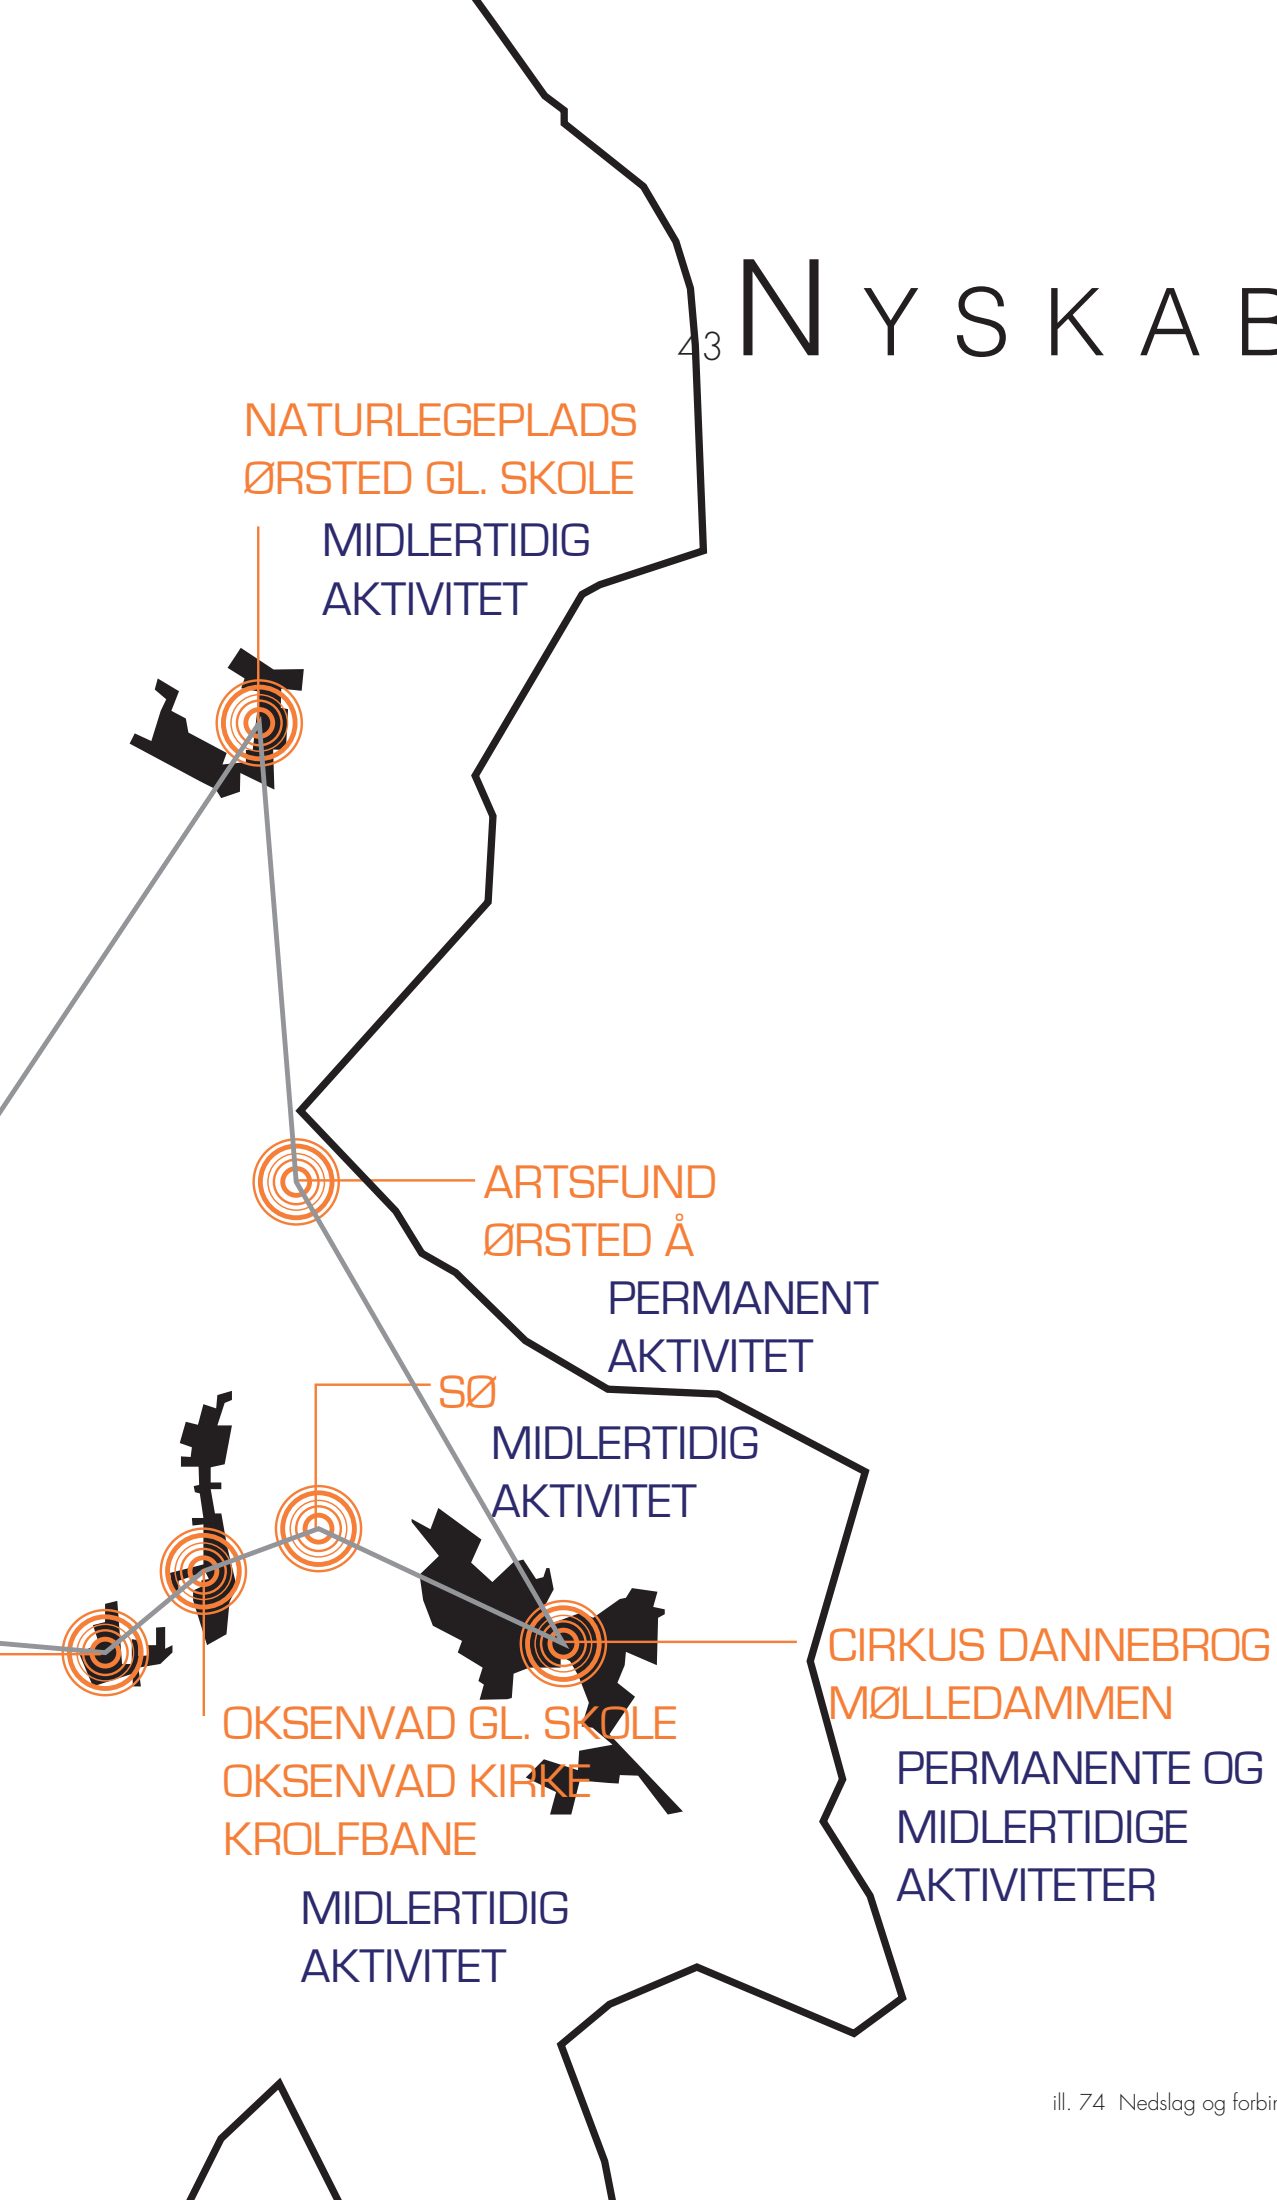 NYSKAB
43
NATURLEGEPLADS
ØRSTED GL. SKOLE
MIDLERTIDIG
AKTIVITET
ARTSFUND
ØRSTED Å
PERMANENT
AKTIVITET
SØ
MIDLERTIDIG
AKTIVITET
CIRKUS DANNEBROG
MØLLEDAMMEN
PERMANENTE OG
MIDLERTIDIGE
AKTIVITETER
OKSENVAD GL. SKOLE
OKSENVAD KIRKE
KROLFBANE
MIDLERTIDIG
AKTIVITET
ill. 74 Nedslag og forbin